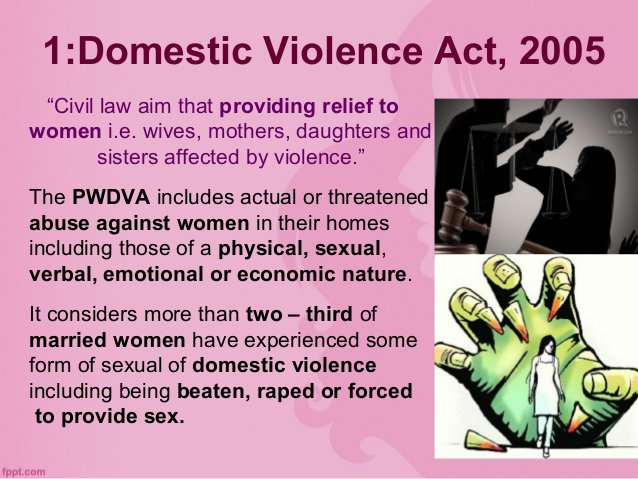 1:Domestic Violence Act, 2005
“Civil law aim that providing relief to
women i.e. wives, mothers, daughters and
sisters affected by violence.”
The PWDVA includes actual or threatened
abuse against women in their homes
including those of a physical, sexual,
verbal, emotional or economic nature.
It considers more than two – third of
married women have experienced some
form of sexual of domestic violence
including being beaten, raped or forced
to provide sex.
fppt.com